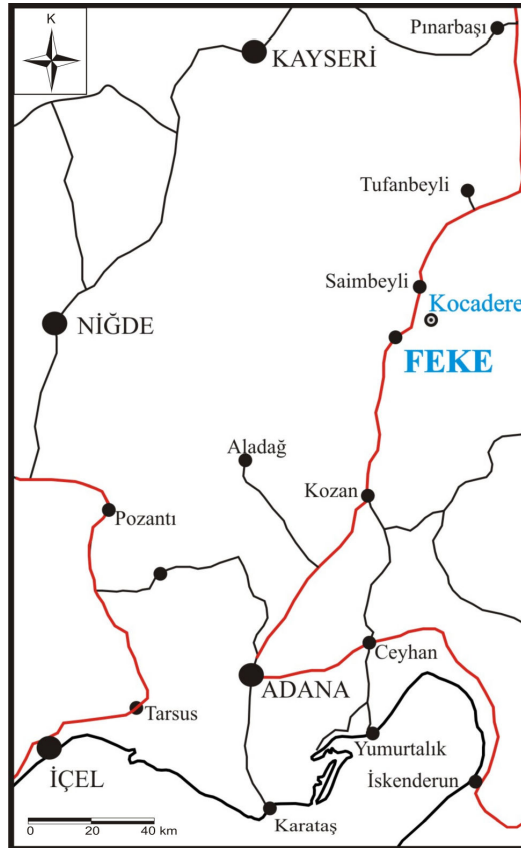 K
Pınarbaşı
KAYSERİ
Tufanbeyli
Saimbeyli
Kocadere
NİĞDE
FEKE
Aladağ
Kozan
Pozantı
Ceyhan
ADANA
Tarsus
Yumurtalık
İÇEL
İskenderun
Karataş
0 20 40 km